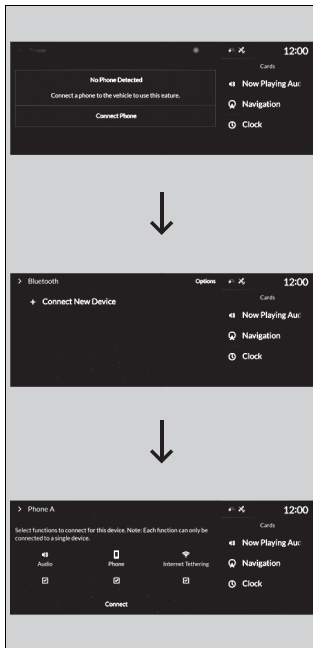 12:00
Cards
No Phone Detected
Connect a phone to the vehicle to use this eature.
Connect Phone
Now Playing Auc
Navigation
Clock
Bluetooth
Options
12:00
Cards
+ Connect New Device
Now Playing Auc
Navigation
Clock
Phone A
12:00
Cards
Select functions to connect for this device. Note: Each function can only be
connected to a single device.
Audio
Phone
Internet Tethering
Connect
Now Playing Auc
Navigation
Clock